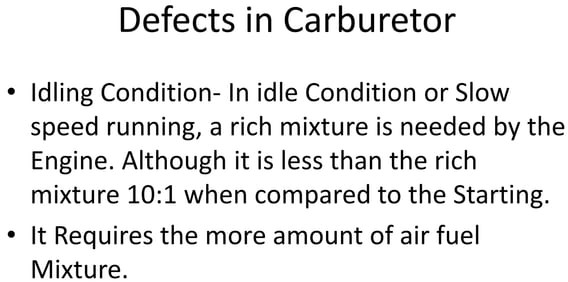 Defects in Carburetor
• Idling Condition- In idle Condition or Slow
speed running, a rich mixture is needed by the
Engine. Although it is less than the rich
mixture 10:1 when compared to the Starting.
• It Requires the more amount of air fuel
Mixture.